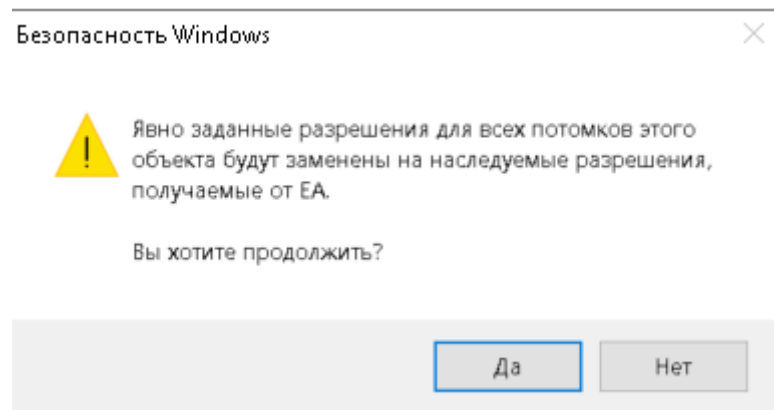 Безопасность Windows
Явно заданные разрешения для всех потомков этого
объекта будут заменены на наследуемые разрешения,
получаемые от EA.
Вы хотите продолжить?
Да
Нет